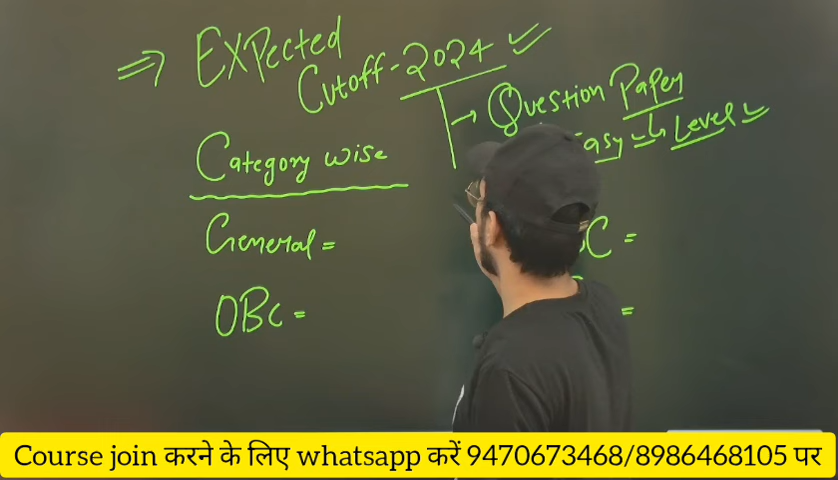 ⇒ Expected
Cutoff-2024
→ Question Paper
Easy Level
Category wise
General =
C =
OBC =
=
Course join करने के लिए whatsapp करें 9470673468/8986468105 पर